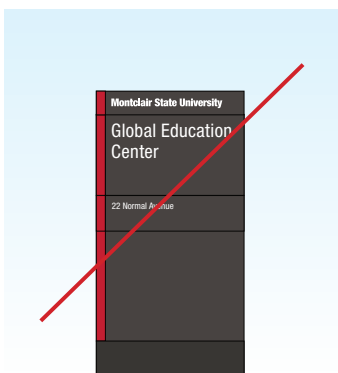 Montclair State University
Global Education
Center
22 Normal Avenue